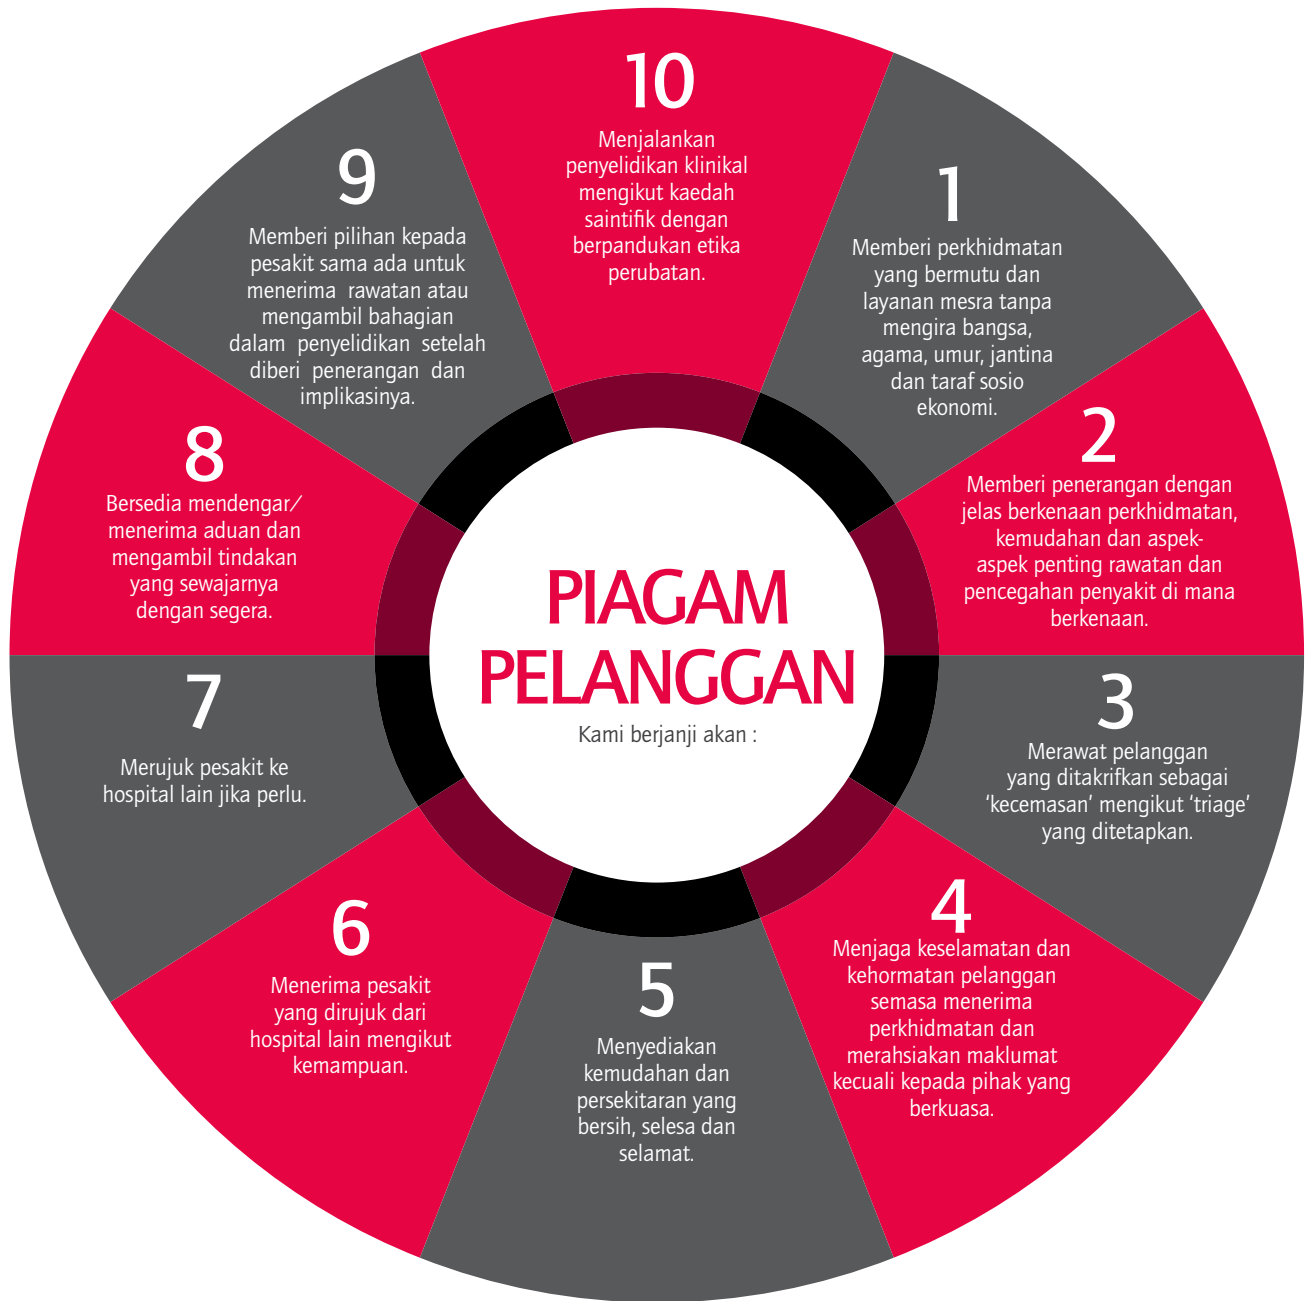 PIAGAM
PELANGGAN
Kami berjanji akan :
1
Memberi perkhidmatan
yang bermutu dan
layanan mesra tanpa
mengira bangsa,
agama, umur, jantina
dan taraf sosio
ekonomi.
2
Memberi penerangan dengan
jelas berkenaan perkhidmatan,
kemudahan dan aspek-
aspek penting rawatan dan
pencegahan penyakit di mana
berkenaan.
3
Merawat pelanggan
yang ditakrifkan sebagai
‘kecemasan’ mengikut ‘triage’
yang ditetapkan.
4
Menjaga keselamatan dan
kehormatan pelanggan
semasa menerima
perkhidmatan dan
merahsiakan maklumat
kecuali kepada pihak yang
berkuasa.
5
Menyediakan
kemudahan dan
persekitaran yang
bersih, selesa dan
selamat.
6
Menerima pesakit
yang dirujuk dari
hospital lain mengikut
kemampuan.
7
Merujuk pesakit ke
hospital lain jika perlu.
8
Bersedia mendengar/
menerima aduan dan
mengambil tindakan
yang sewajarnya
dengan segera.
9
Memberi pilihan kepada
pesakit sama ada untuk
menerima rawatan atau
mengambil bahagian
dalam penyelidikan setelah
diberi penerangan dan
implikasinya.
10
Menjalankan
penyelidikan klinikal
mengikut kaedah
saintifik dengan
berpandukan etika
perubatan.